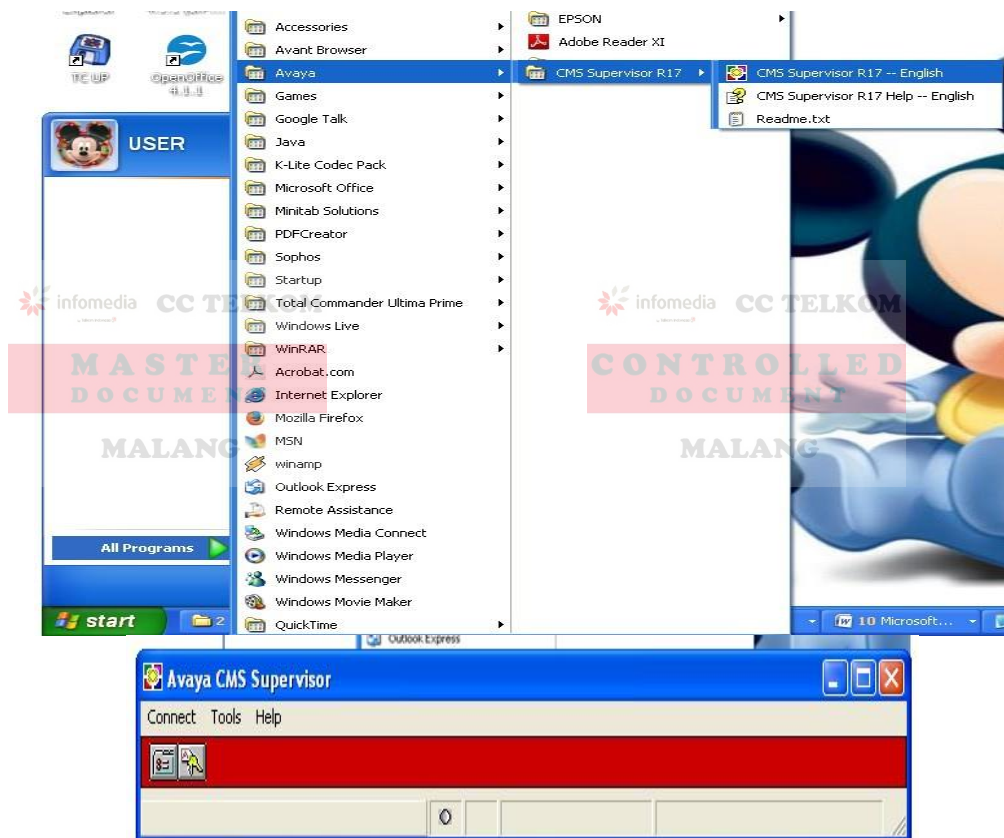 TC UP
OpenOffice
4.1.1
USER
Accessories
Avant Browser
Avaya
Games
Google Talk
Java
K-Lite Codec Pack
Microsoft Office
Minitab Solutions
PDFCreator
Sophos
Startup
Total Commander Ultima Prime
Windows Live
WinRAR
Acrobat.com
Internet Explorer
Mozilla Firefox
MSN
winamp
Outlook Express
Remote Assistance
Windows Media Connect
Windows Media Player
Windows Messenger
Windows Movie Maker
QuickTime
EPSON
Adobe Reader XI
CMS Supervisor R17
CMS Supervisor R17 -- English
CMS Supervisor R17 Help -- English
Readme.txt
infomedia CC TELKOM
MASTER
DOCUMENT
MALANG
infomedia CC TELKOM
CONTROLLED
DOCUMENT
MALANG
All Programs
start
2
10 Microsoft...
Outlook Express
Avaya CMS Supervisor
Connect Tools Help